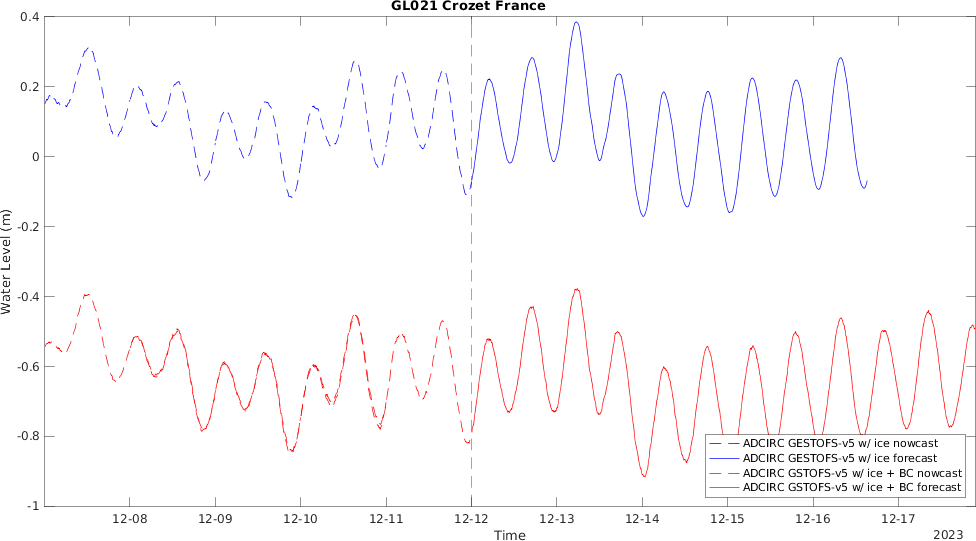 GL021 Crozet France
0.4
0.2
0
-0.2
-0.4
-0.6
-0.8
-1
Water Level (m)
ADCIRC GESTOFS-v5 w/ ice nowcast
ADCIRC GESTOFS-v5 w/ ice forecast
ADCIRC GSTOFS-v5 w/ ice + BC nowcast
ADCIRC GSTOFS-v5 w/ ice + BC forecast
12-08 12-09 12-10 12-11 12-12 12-13 12-14 12-15 12-16 12-17
Time
2023